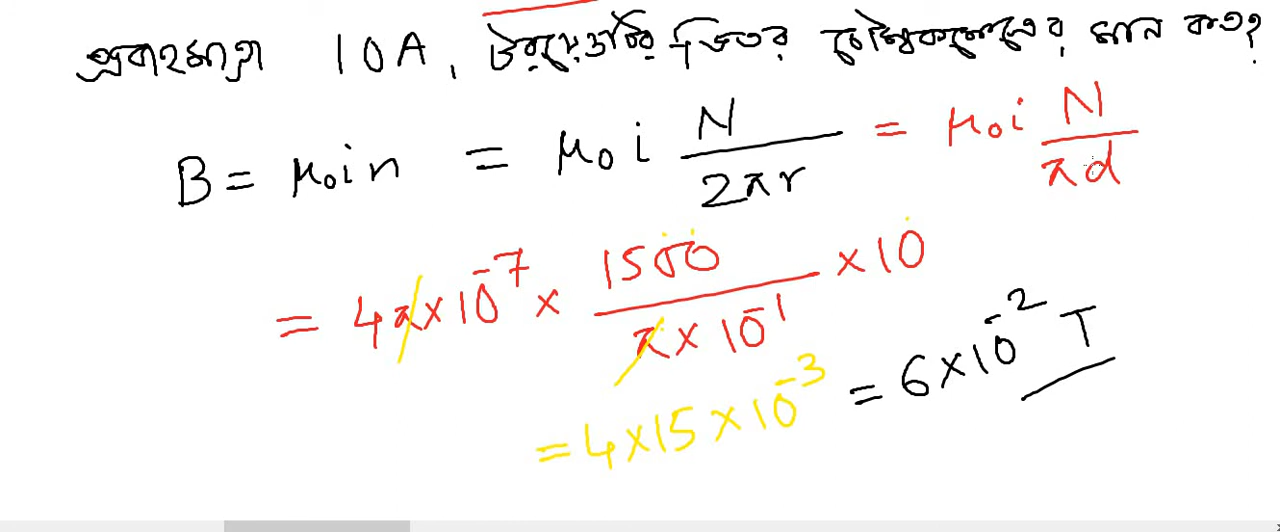 প্রবাহমাত্রা 10A, টরয়েডটির ভিতর চৌম্বকক্ষেত্রের মান কত?
B = μ₀in = μ₀i N/2πr = μ₀i N/πd
= 4π×10⁻⁷ × 1500/π×10⁻¹ ×10
= 4×15×10⁻³ = 6×10⁻² T